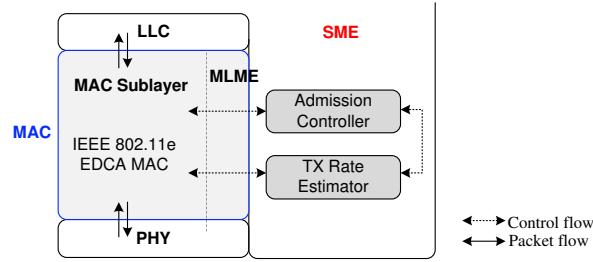 LLC
SME
MAC Sublayer
MLME
Admission
Controller
MAC
IEEE 802.11e
EDCA MAC
TX Rate
Estimator
PHY
Control flow
Packet flow